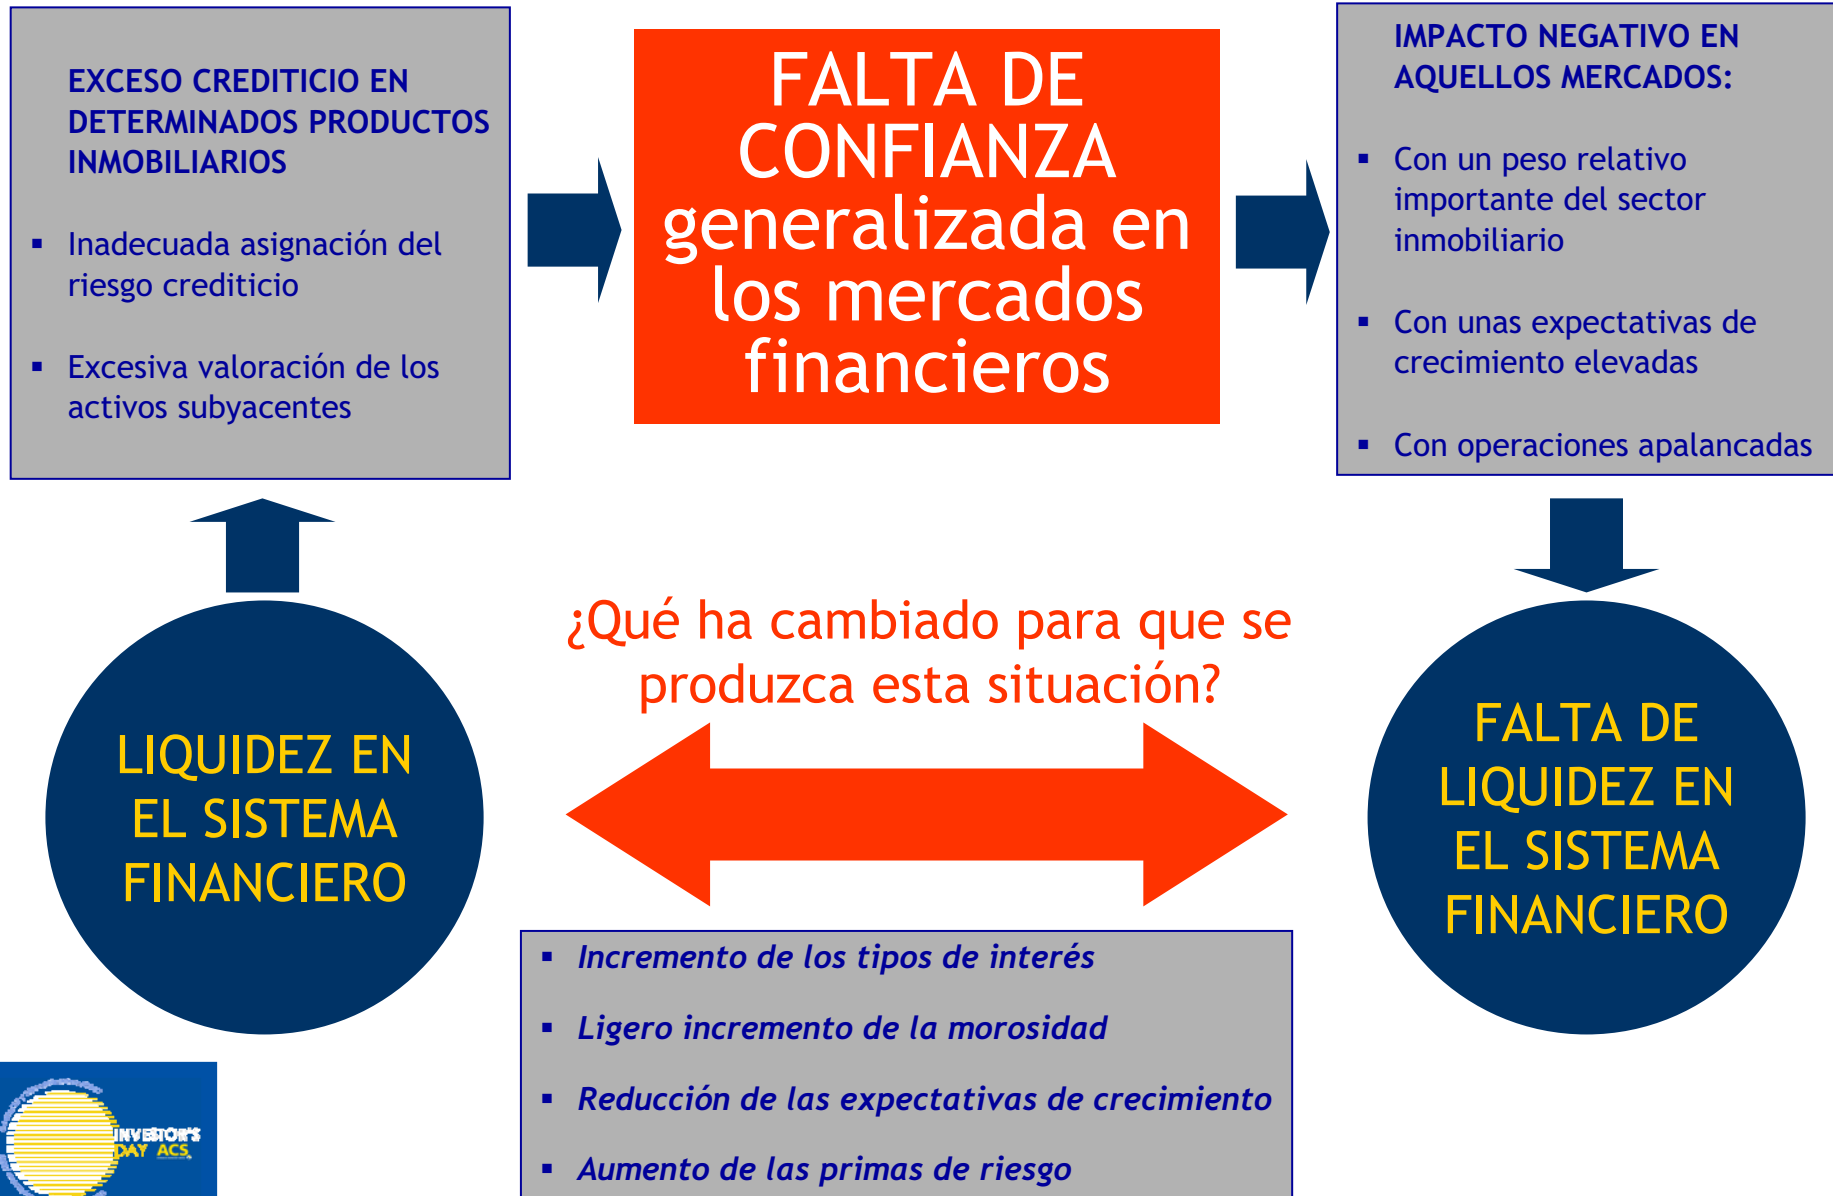 EXCESO CREDITICIO EN
DETERMINADOS PRODUCTOS
INMOBILIARIOS
▪ Inadecuada asignación del
riesgo crediticio
▪ Excesiva valoración de los
activos subyacentes
FALTA DE
CONFIANZA
generalizada en
los mercados
financieros
IMPACTO NEGATIVO EN
AQUELLOS MERCADOS:
▪ Con un peso relativo
importante del sector
inmobiliario
▪ Con unas expectativas de
crecimiento elevadas
▪ Con operaciones apalancadas
¿Qué ha cambiado para que se
produzca esta situación?
LIQUIDEZ EN
EL SISTEMA
FINANCIERO
FALTA DE
LIQUIDEZ EN
EL SISTEMA
FINANCIERO
▪ Incremento de los tipos de interés
▪ Ligero incremento de la morosidad
▪ Reducción de las expectativas de crecimiento
▪ Aumento de las primas de riesgo
INVESTOR'S
DAY ACS